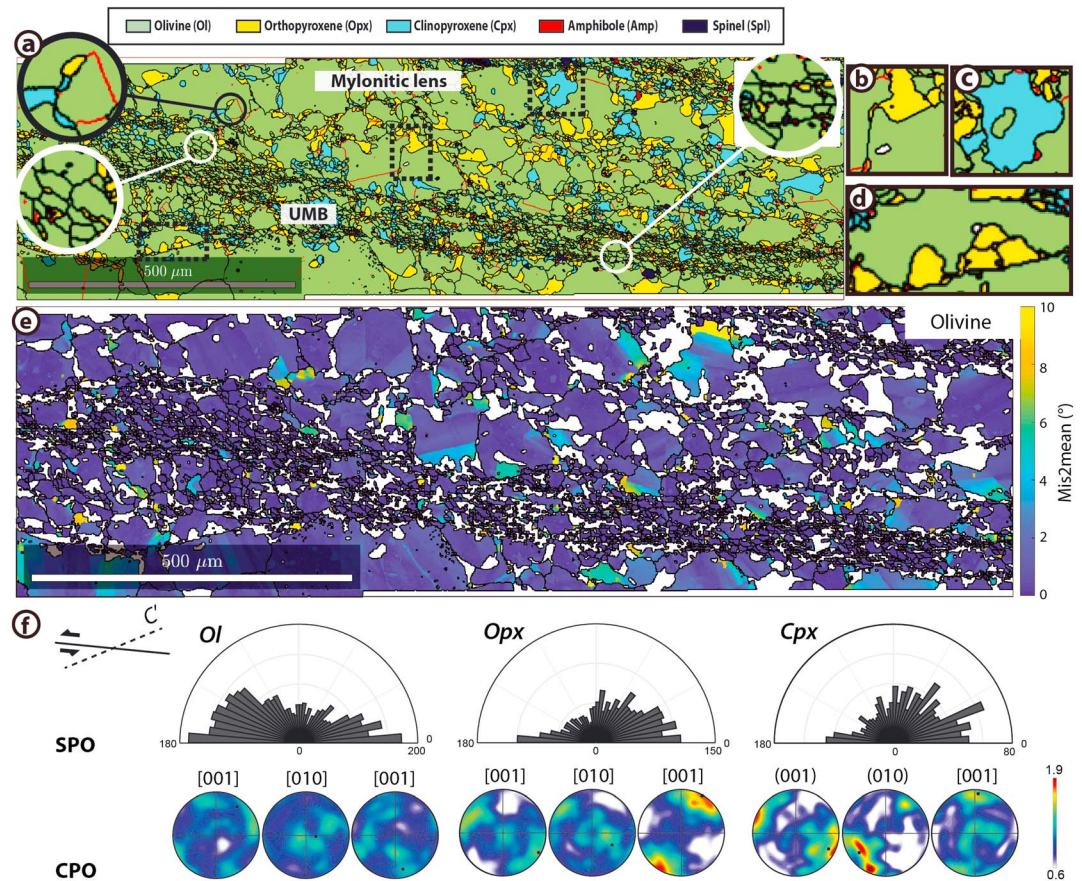 Olivine (Ol) Orthopyroxene (Opx) Clinopyroxene (Cpx) Amphibole (Amp) Spinel (Spl)
a
Mylonitic lens
UMB
500 µm
b
c
d
e
Olivine
500 µm
10
8
6
4
2
0
Mis2mean (°)
f
C'
Ol
Opx
Cpx
SPO
180 0 200 0
180 0 150 0
180 0 80 0
[001] [010] [001]
[001] [010] [001]
(001) (010) [001]
CPO
1.9
0.6